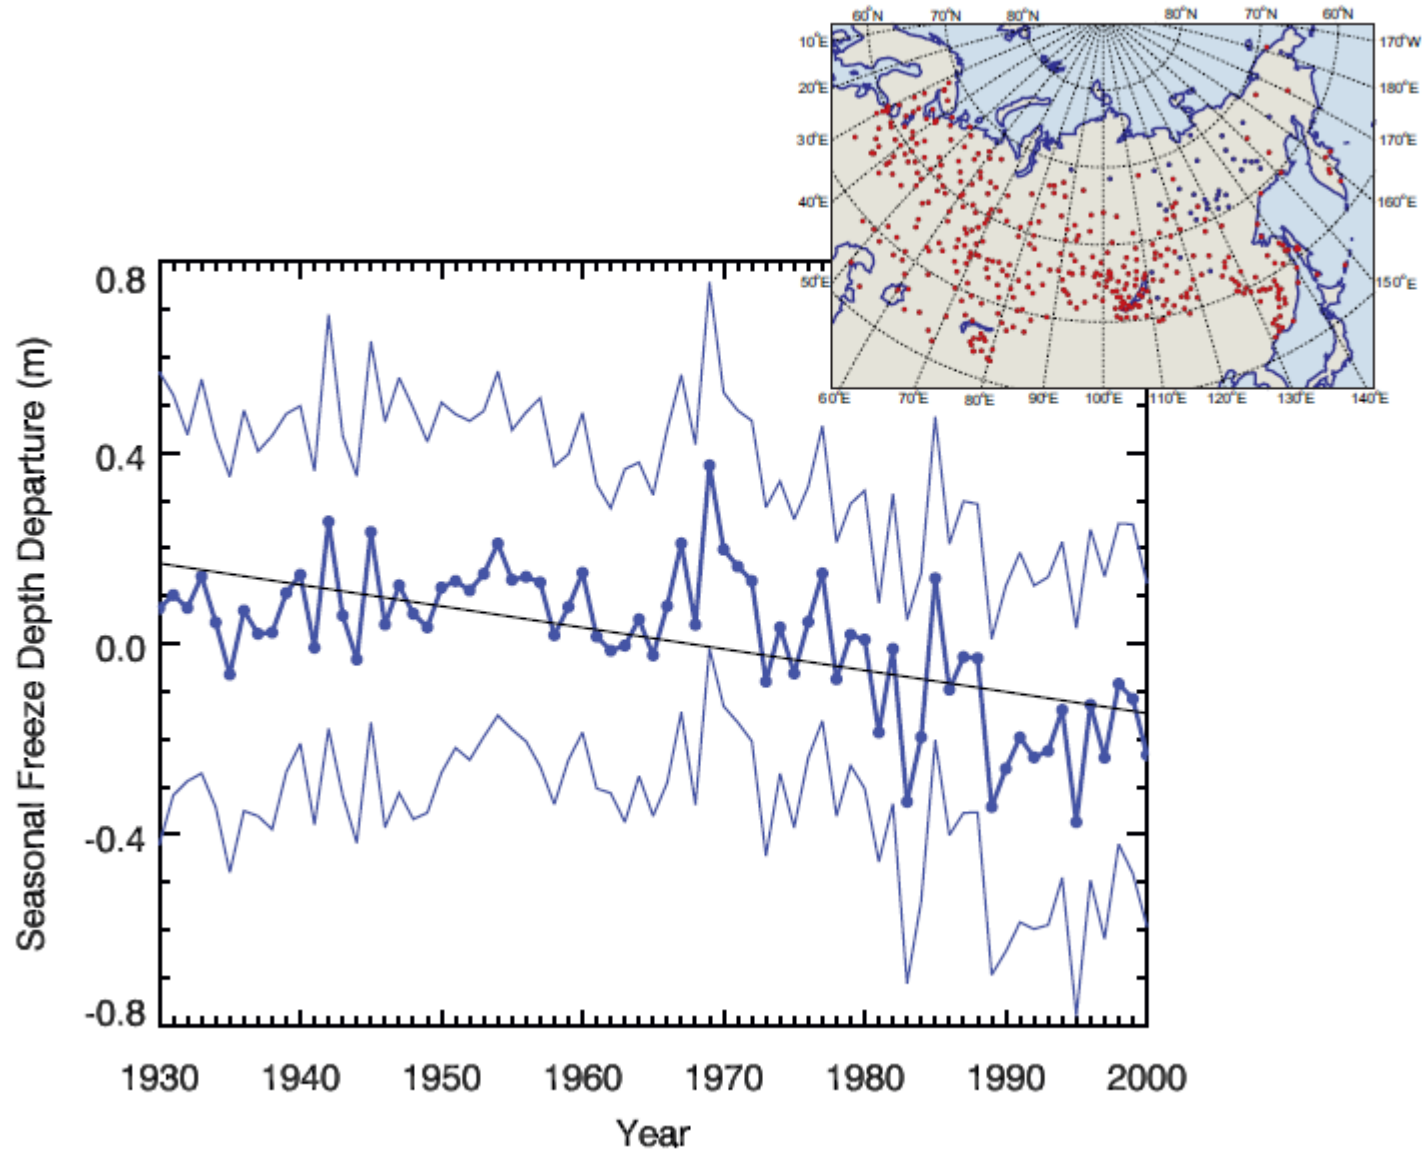 60°N 70°N 80°N 80°N 70°N 60°N
10°E 170°W
20°E 180°E
30°E 170°E
40°E 160°E
50°E 150°E
60°E 70°E 80°E 90°E 100°E 110°E 120°E 130°E 140°E
Seasonal Freeze Depth Departure (m)
0.8
0.4
0.0
-0.4
-0.8
1930 1940 1950 1960 1970 1980 1990 2000
Year